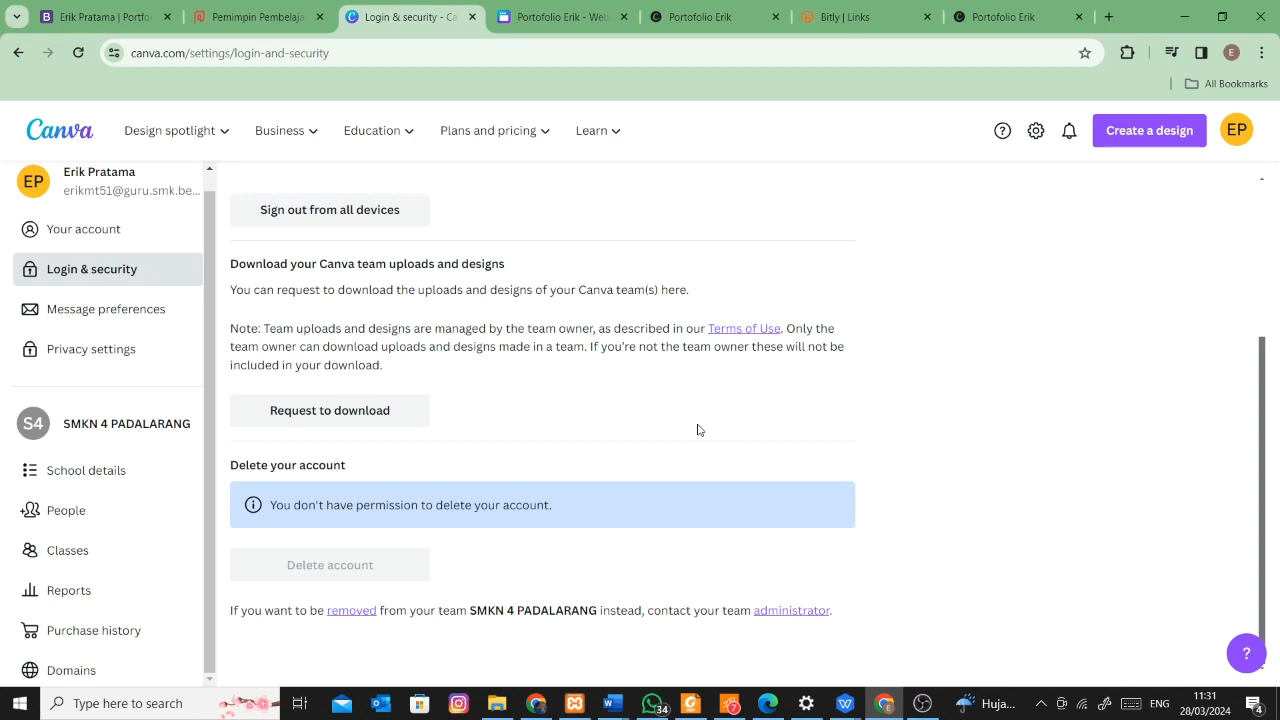 Erik Pratama | Portfo
Pemimpin Pembelaja
Login & security - Ca
Portofolio Erik - Web
Portofolio Erik
Bitly | Links
Portofolio Erik
canva.com/settings/login-and-security
E
All Bookmarks
Canva
Design spotlight
Business
Education
Plans and pricing
Learn
Create a design
EP
EP
Erik Pratama
erikmt51@guru.smk.be...
Your account
Login & security
Message preferences
Privacy settings
S4
SMKN 4 PADALARANG
School details
People
Classes
Reports
Purchase history
Domains
Sign out from all devices
Download your Canva team uploads and designs
You can request to download the uploads and designs of your Canva team(s) here.
Note: Team uploads and designs are managed by the team owner, as described in our Terms of Use. Only the
team owner can download uploads and designs made in a team. If you're not the team owner these will not be
included in your download.
Request to download
Delete your account
You don't have permission to delete your account.
Delete account
If you want to be removed from your team SMKN 4 PADALARANG instead, contact your team administrator.
?
Type here to search
34
7
Huja...
ENG
11:31
28/03/2024
4